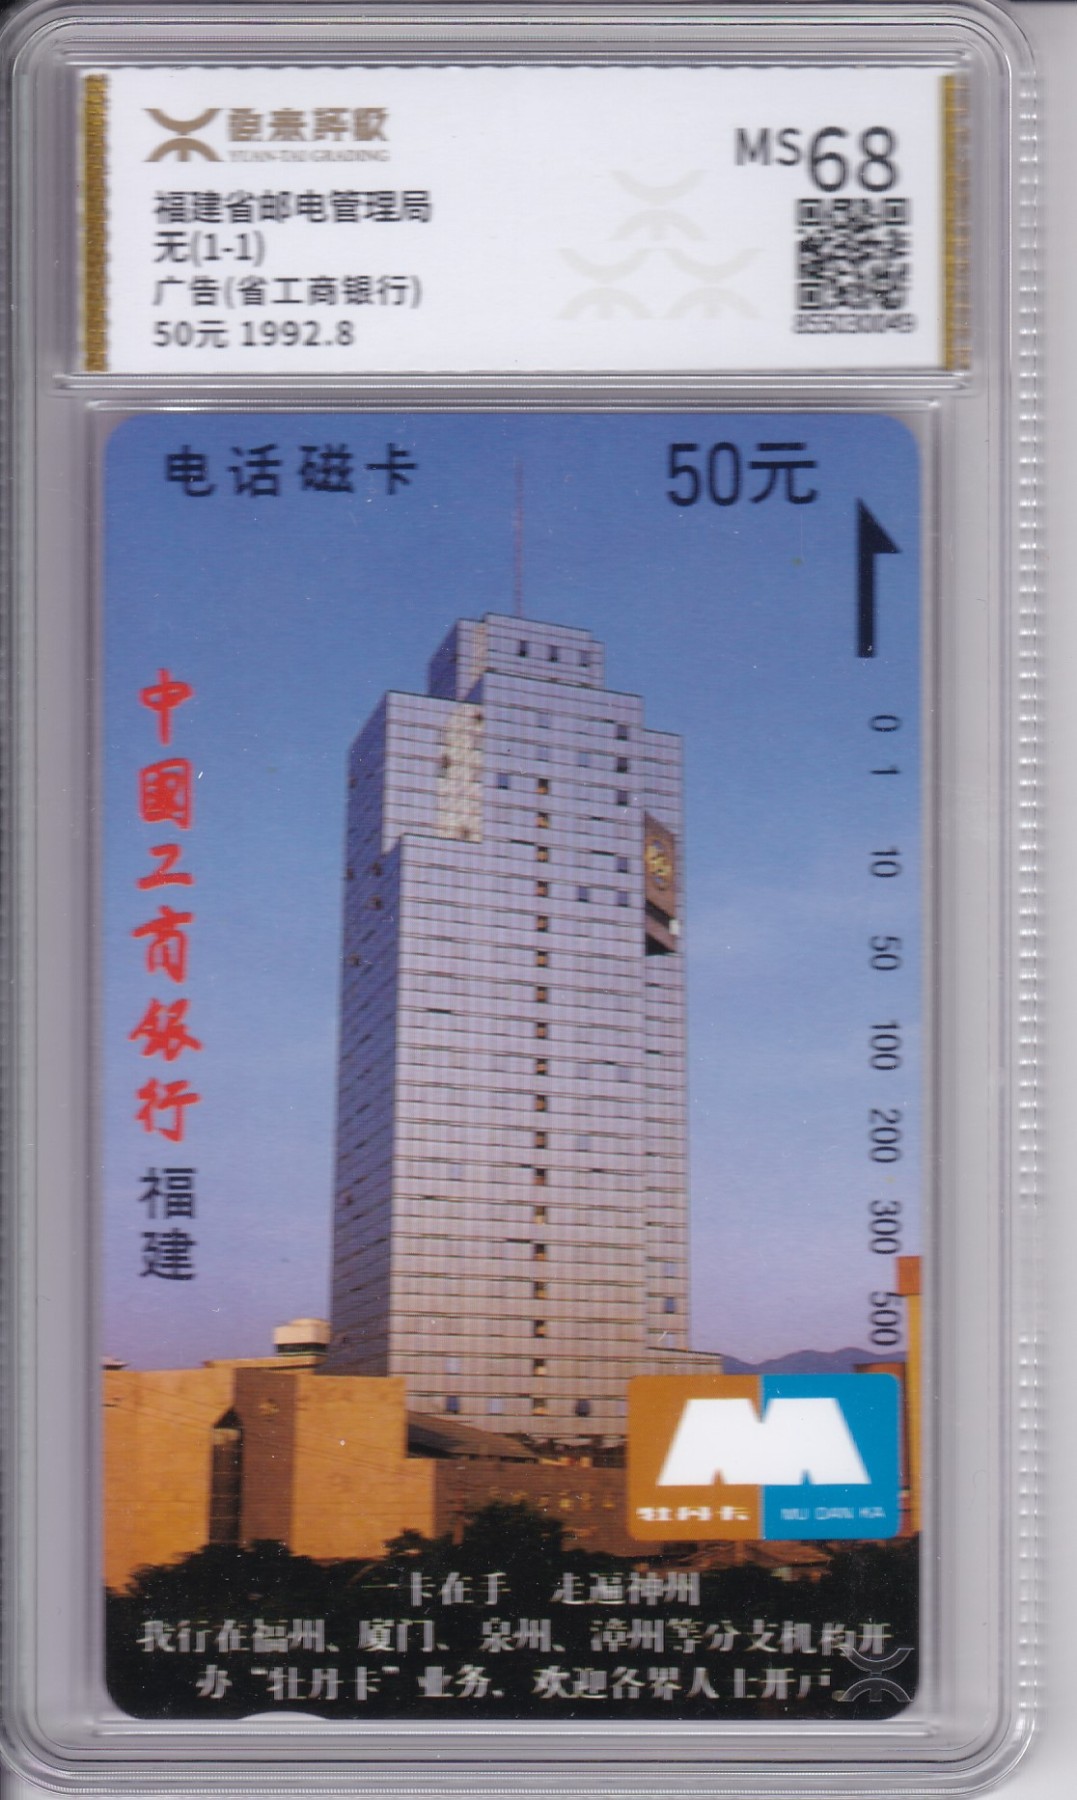 源泰評級
YUAN-TAI GRADING
MS68
福建省邮电管理局
无(1-1)
广告(省工商银行)
50元 1992.8
855030049
电话磁卡
50元
0 1 10 50 100 200 300 500
中國工商銀行
福建
牡丹卡
MU DAN KA
一卡在手 走遍神州
我行在福州、厦门、泉州、漳州等分支机构开
办“牡丹卡”业务、欢迎各界人士开户。